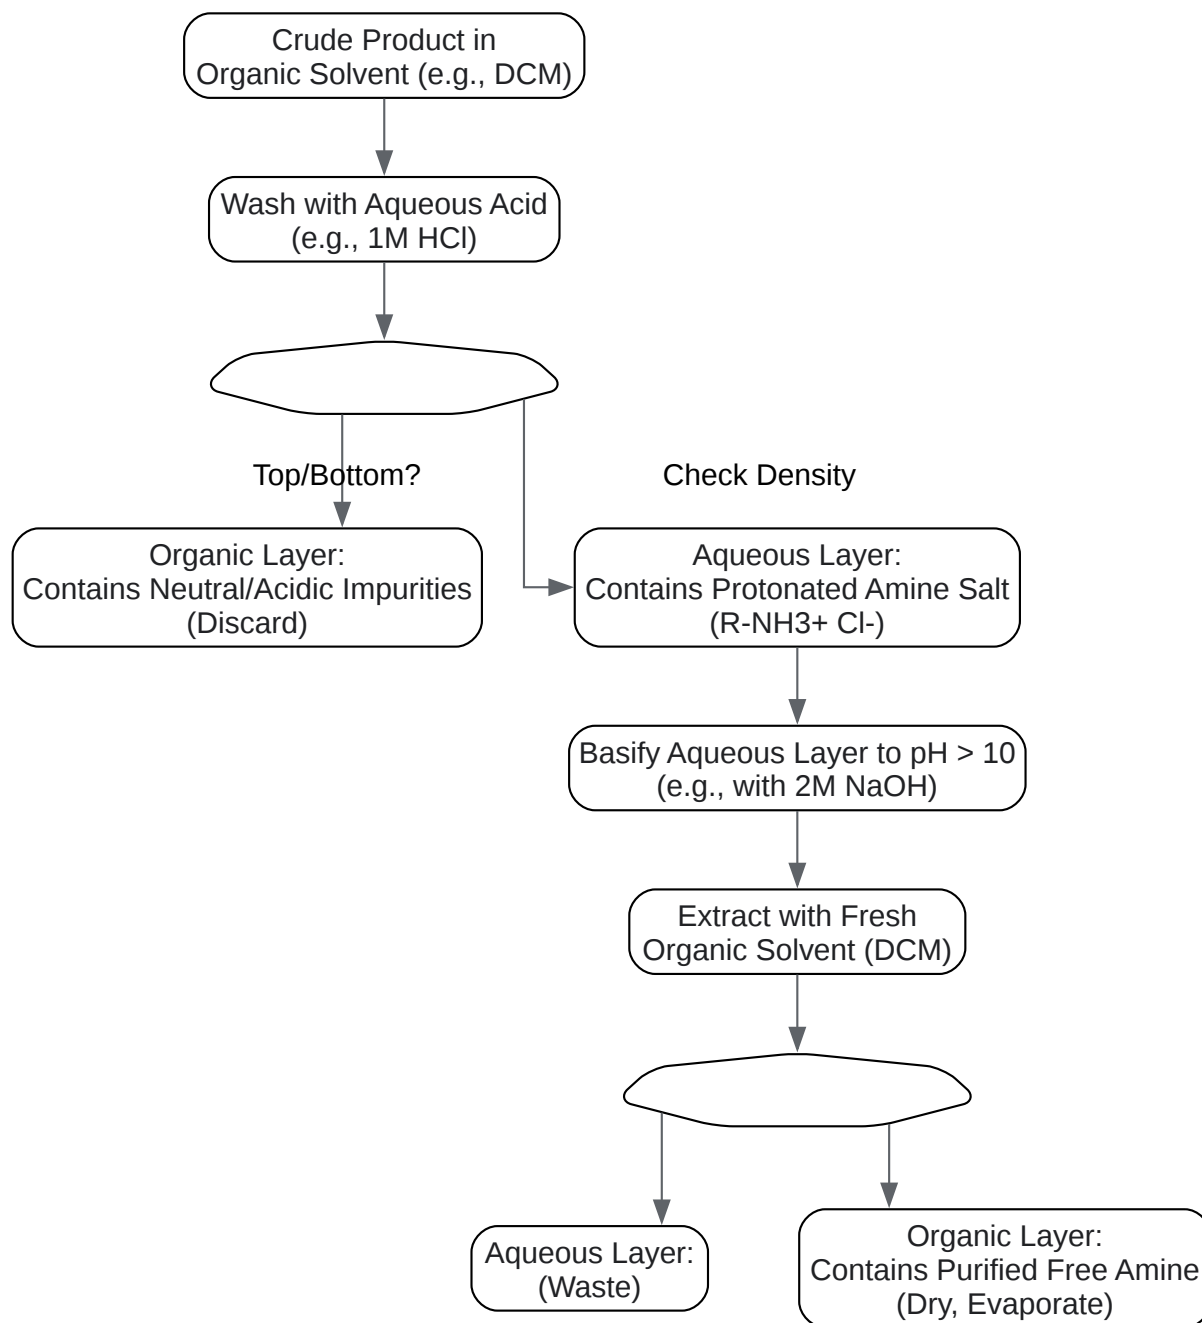 Crude Product in
Organic Solvent (e.g., DCM)
Wash with Aqueous Acid
(e.g., 1M HCl)
Top/Bottom?
Check Density
Organic Layer:
Contains Neutral/Acidic Impurities
(Discard)
Aqueous Layer:
Contains Protonated Amine Salt
(R-NH3+ Cl-)
Basify Aqueous Layer to pH > 10
(e.g., with 2M NaOH)
Extract with Fresh
Organic Solvent (DCM)
Aqueous Layer:
(Waste)
Organic Layer:
Contains Purified Free Amine
(Dry, Evaporate)